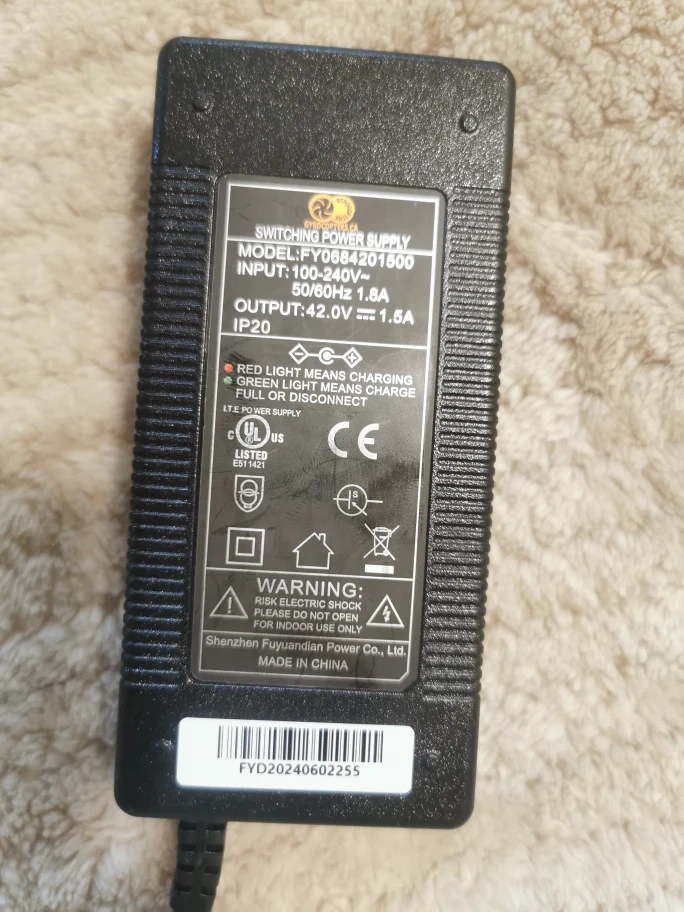 GYROCOPTERS.CA
SWITCHING POWER SUPPLY
MODEL:FY0684201500
INPUT:100-240V~
50/60Hz 1.8A
OUTPUT:42.0V ⎓ 1.5A
IP20
RED LIGHT MEANS CHARGING
GREEN LIGHT MEANS CHARGE
FULL OR DISCONNECT
I.T.E. POWER SUPPLY
C UL US
LISTED
E511421
CE
S
WARNING:
RISK ELECTRIC SHOCK
PLEASE DO NOT OPEN
FOR INDOOR USE ONLY
Shenzhen Fuyuandian Power Co., Ltd.
MADE IN CHINA
FYD20240602255